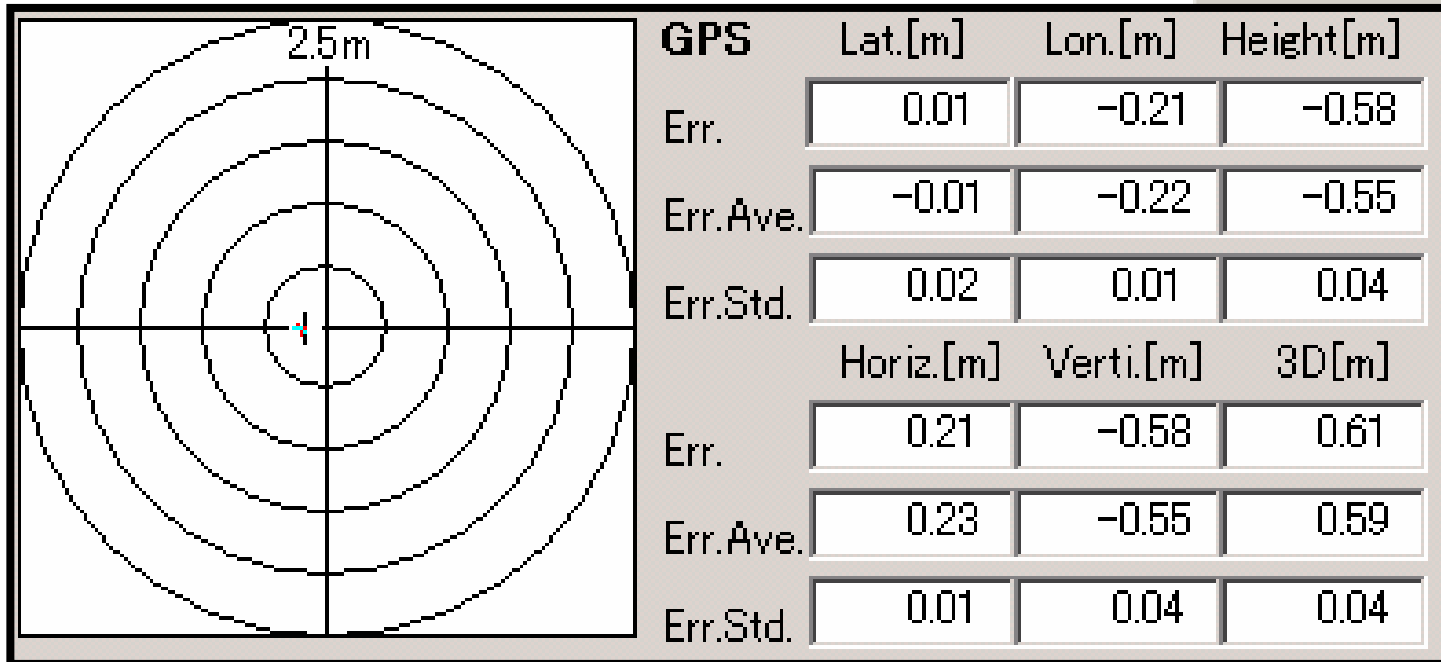 2.5m
GPS Lat.[m] Lon.[m] Height[m]
Err. 0.01 -0.21 -0.58
Err.Ave. -0.01 -0.22 -0.55
Err.Std. 0.02 0.01 0.04
Horiz.[m] Verti.[m] 3D[m]
Err. 0.21 -0.58 0.61
Err.Ave. 0.23 -0.55 0.59
Err.Std. 0.01 0.04 0.04